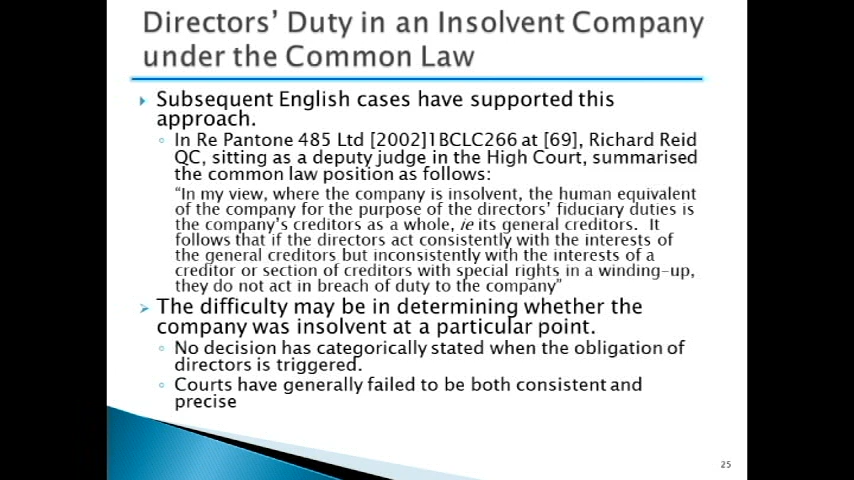 Directors' Duty in an Insolvent Company
under the Common Law
Subsequent English cases have supported this
approach.
In Re Pantone 485 Ltd [2002]1BCLC266 at [69], Richard Reid
QC, sitting as a deputy judge in the High Court, summarised
the common law position as follows:
"In my view, where the company is insolvent, the human equivalent
of the company for the purpose of the directors' fiduciary duties is
the company's creditors as a whole, ie its general creditors. It
follows that if the directors act consistently with the interests of
the general creditors but inconsistently with the interests of a
creditor or section of creditors with special rights in a winding-up,
they do not act in breach of duty to the company"
The difficulty may be in determining whether the
company was insolvent at a particular point.
No decision has categorically stated when the obligation of
directors is triggered.
Courts have generally failed to be both consistent and
precise
25